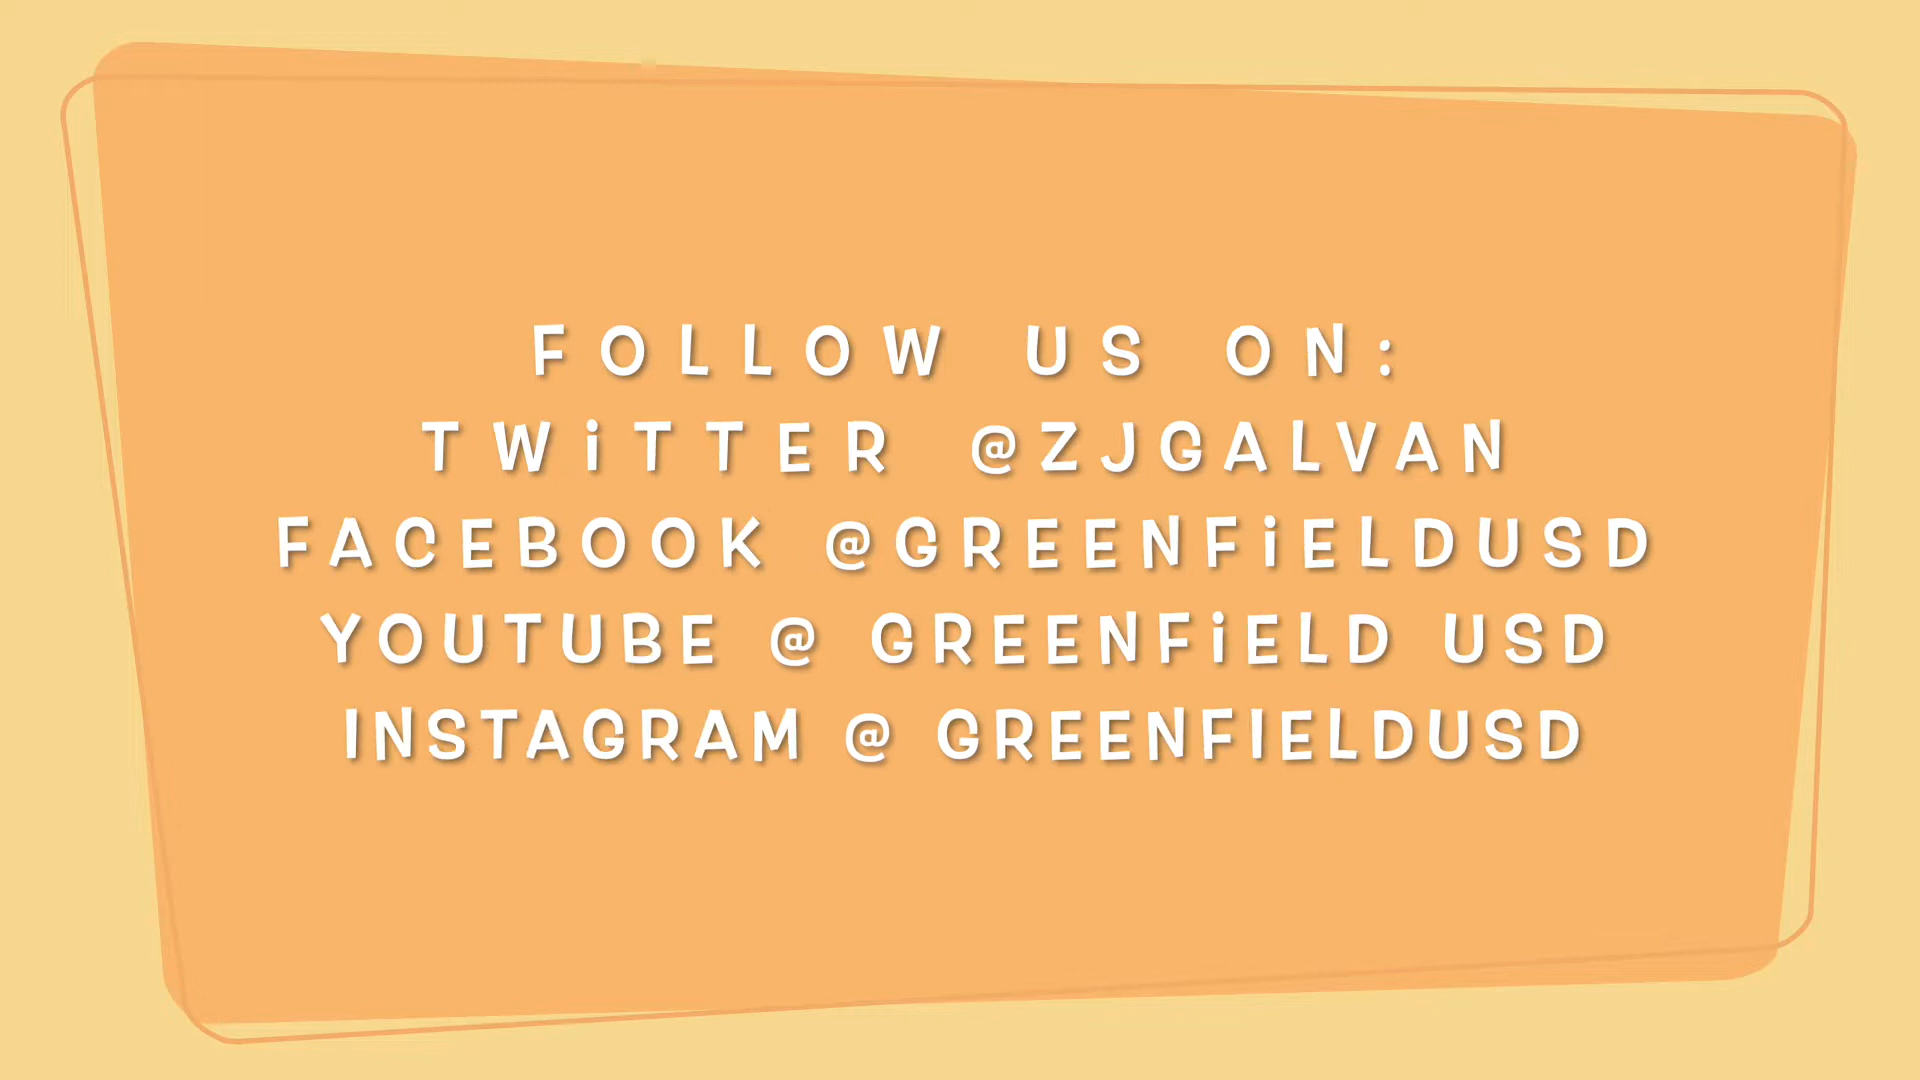 FOLLOW US ON:
TWiTTER @ZJGALVAN
FACEBOOK @GREENFiELDUSD
YOUTUBE @ GREENFiELD USD
INSTAGRAM @ GREENFIELDUSD